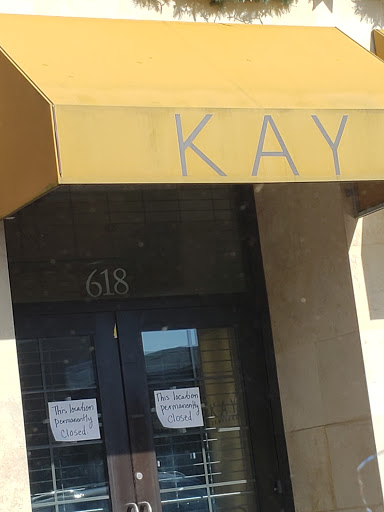 KAY
618
This location
permanently
Closed
This location
permanently
closed